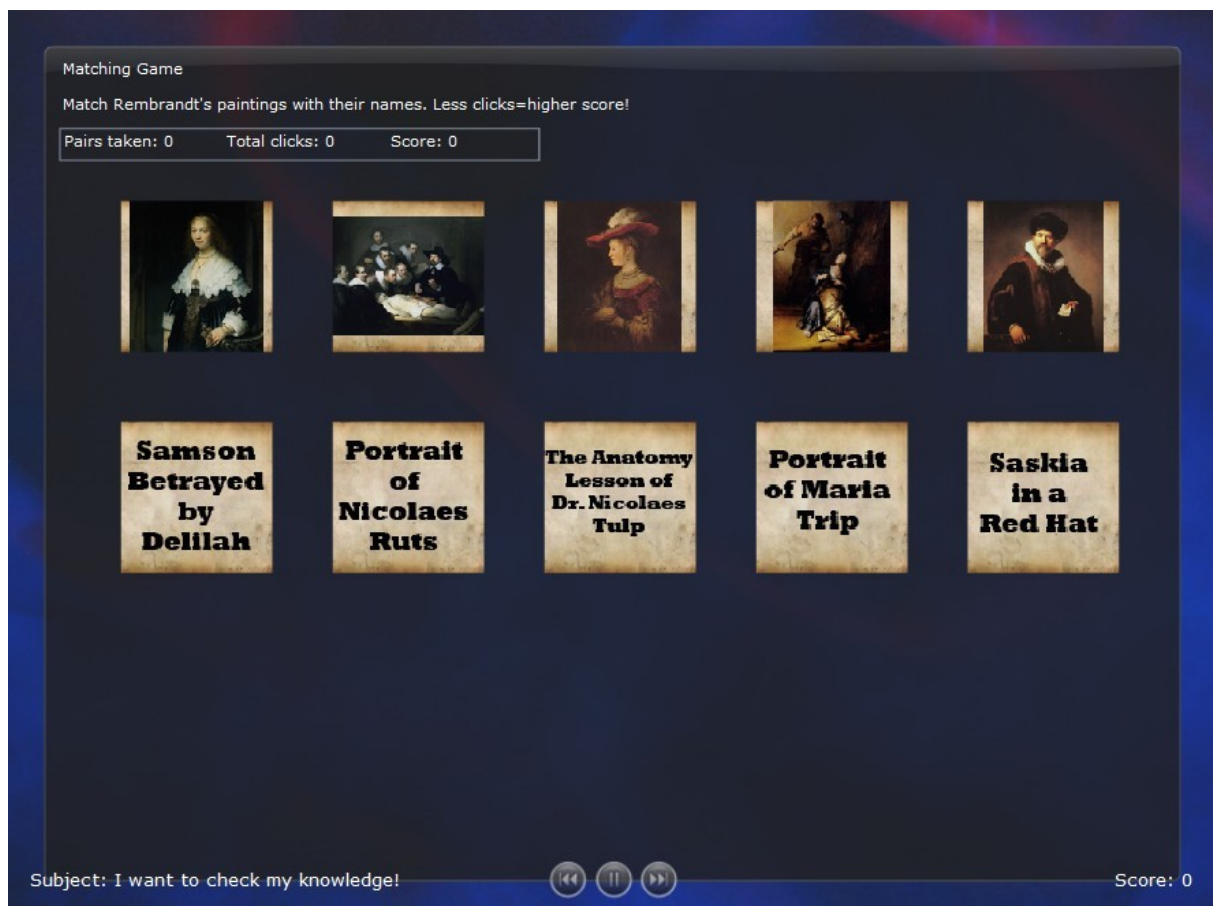 Matching Game
Match Rembrandt's paintings with their names. Less clicks=higher score!
Pairs taken: 0 Total clicks: 0 Score: 0
Samson
Betrayed
by
Delilah
Portrait
of
Nicolaes
Ruts
The Anatomy
Lesson of
Dr. Nicolaes
Tulp
Portrait
of Maria
Trip
Saskia
in a
Red Hat
Subject: I want to check my knowledge!
Score: 0